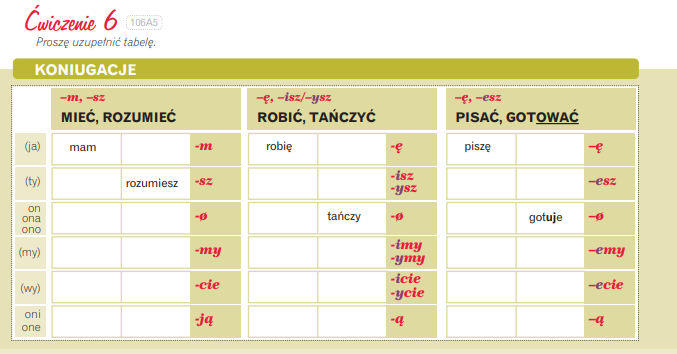 Ćwiczenie 6 106A5
Proszę uzupełnić tabelę.
KONIUGACJE
–m, –sz –ę, –isz/–ysz –ę, –esz
MIEĆ, ROZUMIEĆ ROBIĆ, TAŃCZYĆ PISAĆ, GOTOWAĆ
(ja) mam -m robię -ę piszę –ę
(ty) rozumiesz -sz -isz -ysz –esz
on ona ono -ø tańczy -ø gotuje –ø
(my) -my -imy -ymy –emy
(wy) -cie -icie -ycie –ecie
oni one -ją -ą –ą